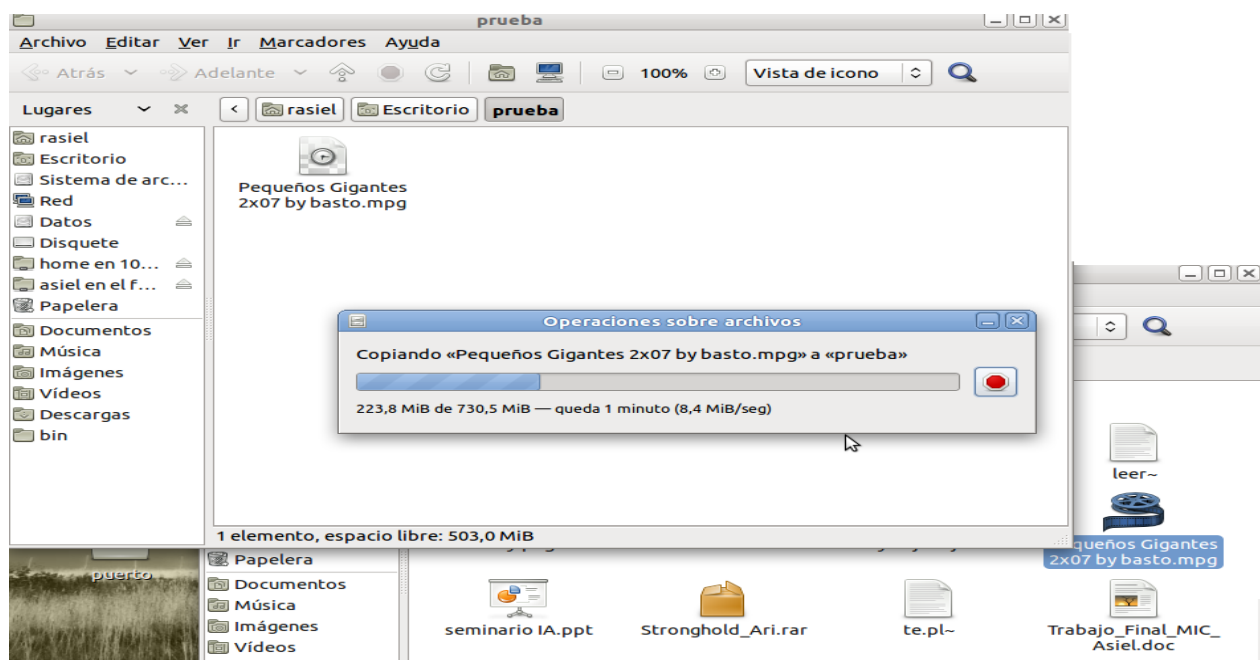 prueba
Archivo Editar Ver Ir Marcadores Ayuda
Atrás Adelante 100% Vista de icono
Lugares rasiel Escritorio prueba
rasiel
Escritorio
Sistema de arc...
Red
Datos
Disquete
home en 10...
asiel en el f...
Papelera
Documentos
Música
Imágenes
Vídeos
Descargas
bin
Pequeños Gigantes
2x07 by basto.mpg
Operaciones sobre archivos
Copiando «Pequeños Gigantes 2x07 by basto.mpg» a «prueba»
223,8 MiB de 730,5 MiB — queda 1 minuto (8,4 MiB/seg)
1 elemento, espacio libre: 503,0 MiB
leer~
queños Gigantes
2x07 by basto.mpg
puerto
Papelera
Documentos
Música
Imágenes
Vídeos
seminario IA.ppt
Stronghold_Ari.rar
te.pl~
Trabajo_Final_MIC_
Asiel.doc